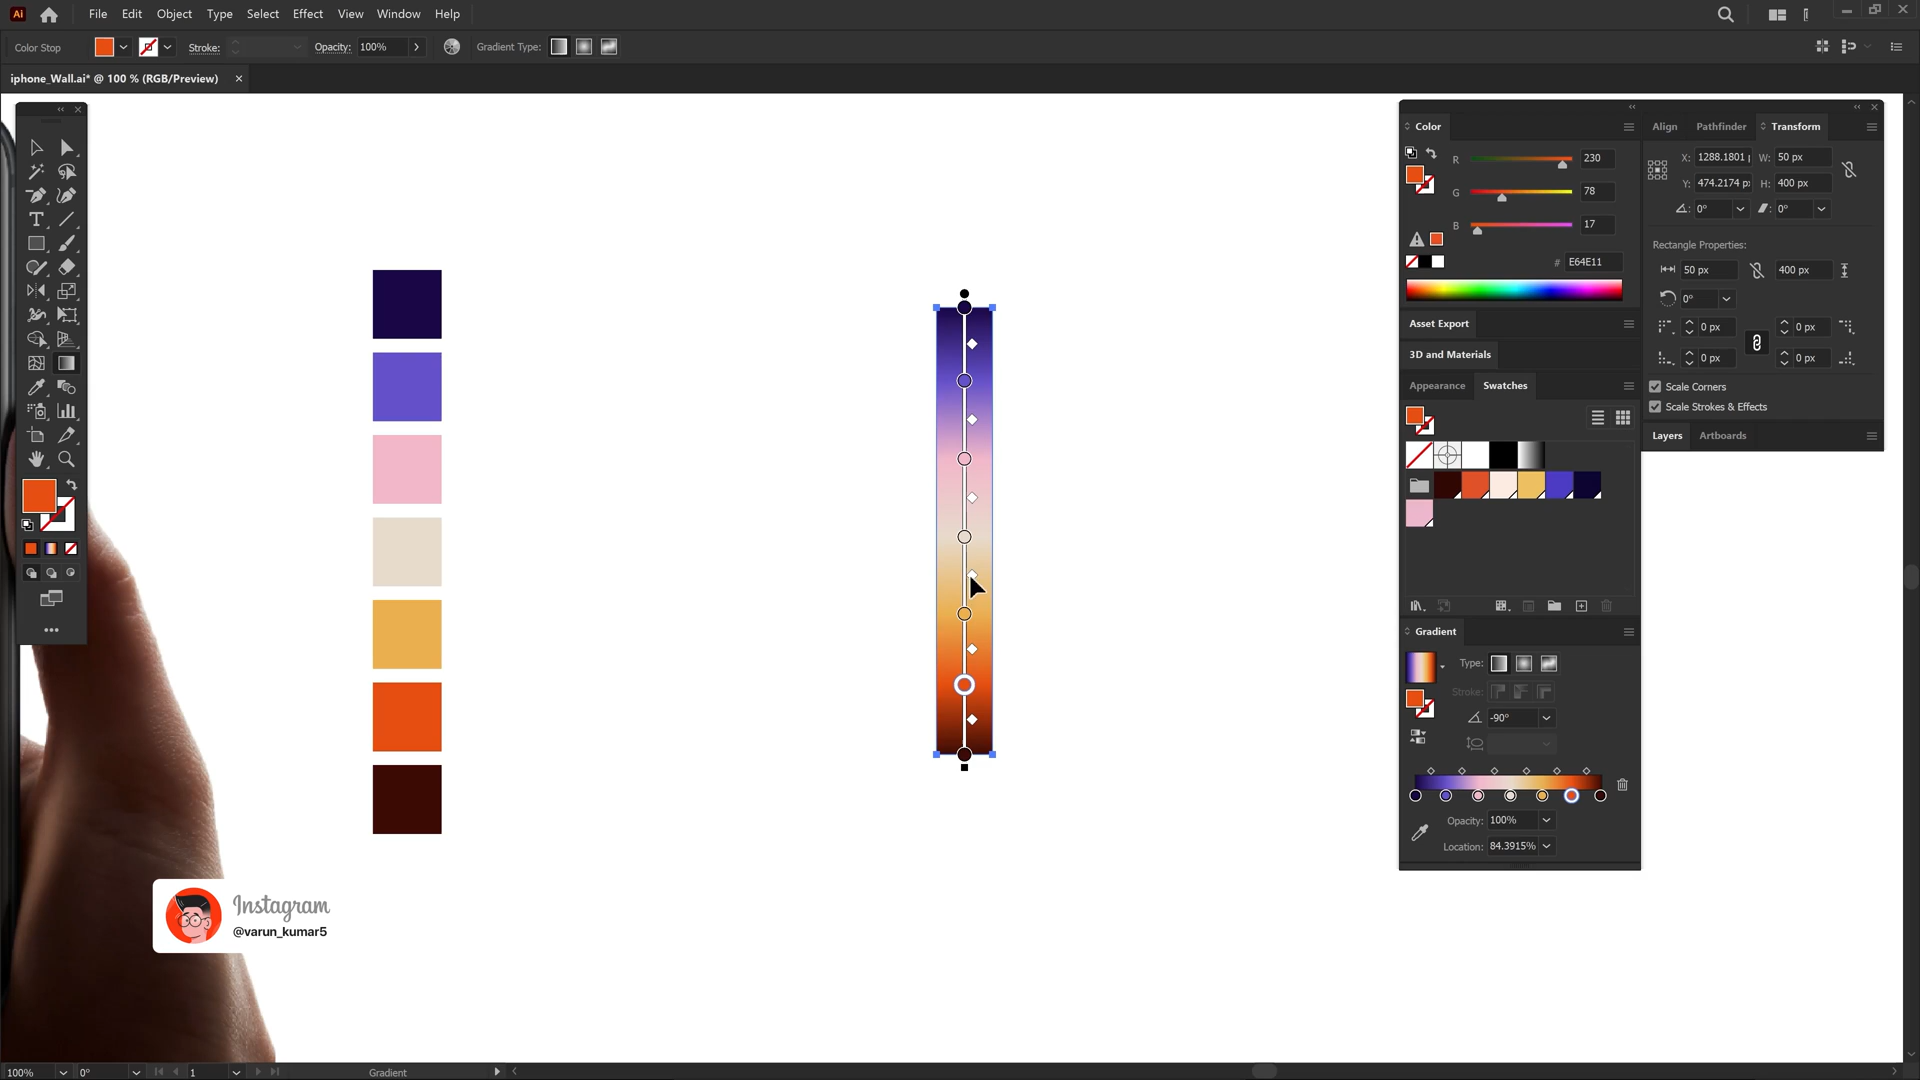 Ai File Edit Object Type Select Effect View Window Help
Color Stop Stroke: Opacity: 100% Gradient Type:
iphone_Wall.ai* @ 100 % (RGB/Preview)
Color
R 230
G 78
B 17
# E64E11
Asset Export
3D and Materials
Appearance Swatches
Gradient
Type:
Stroke:
-90°
Opacity: 100%
Location: 84.3915%
Align Pathfinder Transform
X: 1288.1801 W: 50 px
Y: 474.2174 p H: 400 px
0° 0°
Rectangle Properties:
50 px 400 px
0°
0 px 0 px
0 px 0 px
Scale Corners
Scale Strokes & Effects
Layers Artboards
Instagram
@varun_kumar5
100% 0° 1 Gradient